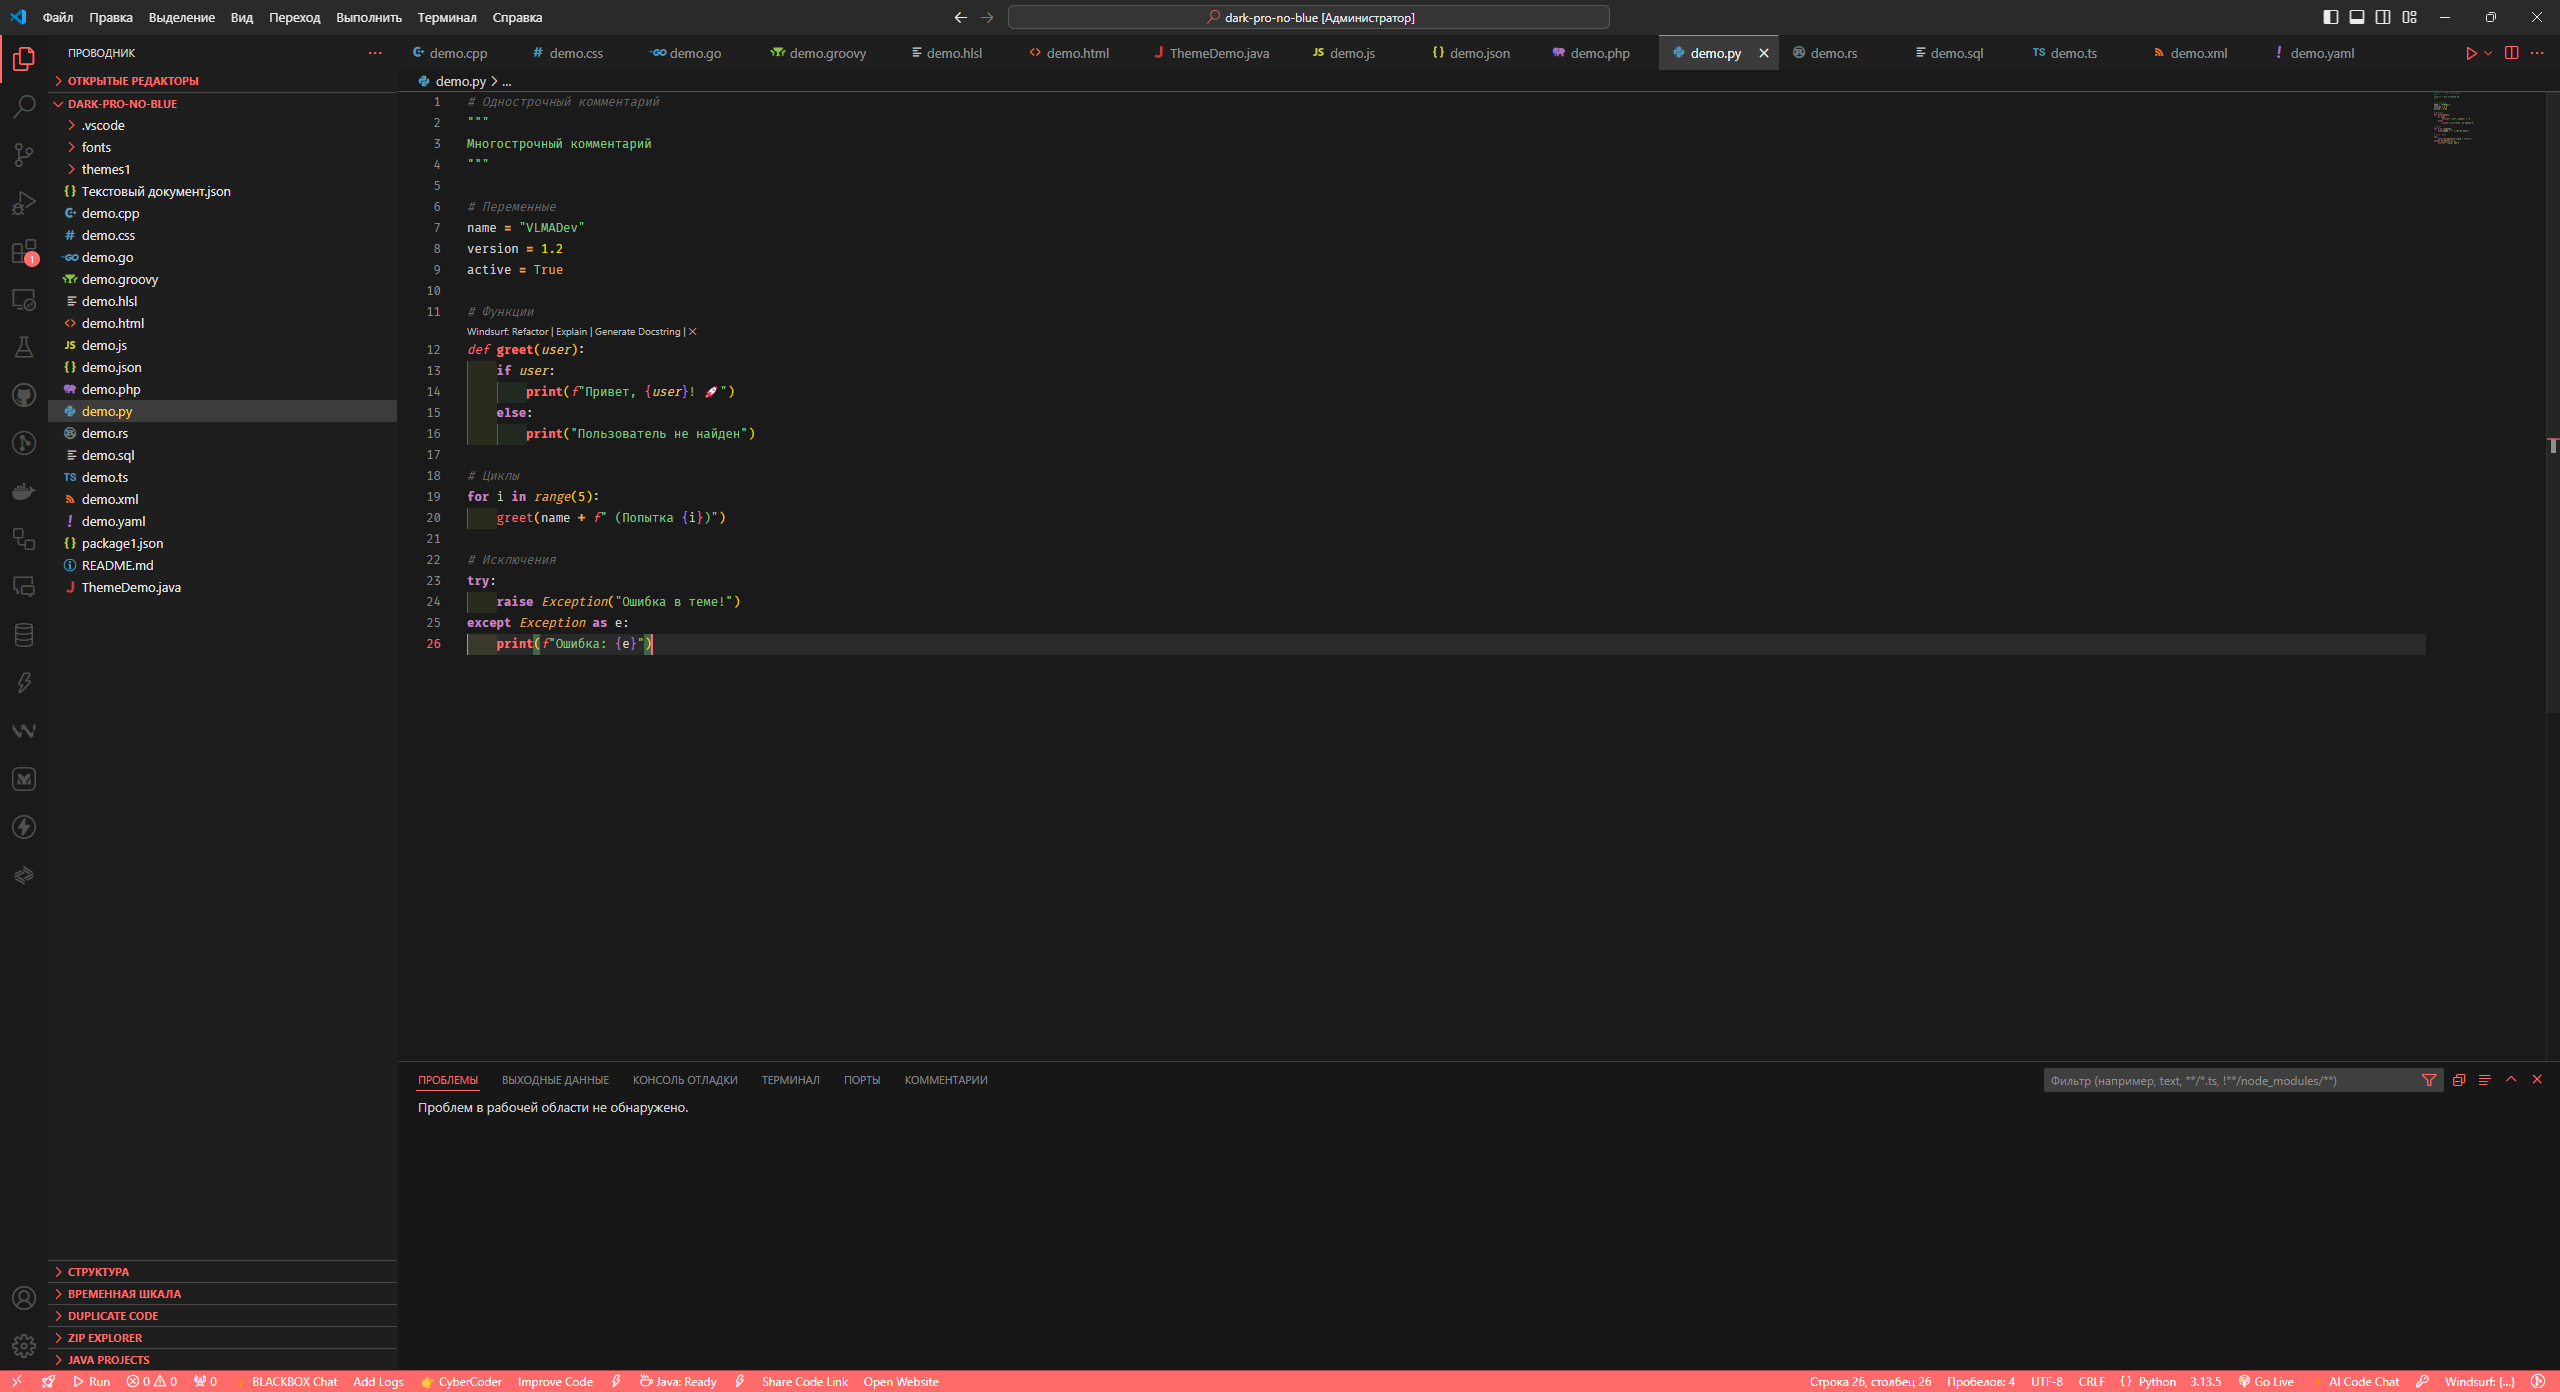 Файл Правка Выделение Вид Переход Выполнить Терминал Справка
dark-pro-no-blue [Администратор]
ПРОВОДНИК
demo.cpp demo.css demo.go demo.groovy demo.hlsl demo.html ThemeDemo.java demo.js demo.json demo.php demo.py demo.rs demo.sql demo.ts demo.xml demo.yaml
ОТКРЫТЫЕ РЕДАКТОРЫ
DARK-PRO-NO-BLUE
.vscode
fonts
themes1
Текстовый документ.json
demo.cpp
demo.css
demo.go
demo.groovy
demo.hlsl
demo.html
demo.js
demo.json
demo.php
demo.py
demo.rs
demo.sql
demo.ts
demo.xml
demo.yaml
package1.json
README.md
ThemeDemo.java
СТРУКТУРА
ВРЕМЕННАЯ ШКАЛА
DUPLICATE CODE
ZIP EXPLORER
JAVA PROJECTS
demo.py > ...
1 # Однострочный комментарий
2 """
3 Многострочный комментарий
4 """
5
6 # Переменные
7 name = "VLMADev"
8 version = 1.2
9 active = True
10
11 # Функции
Windsurf: Refactor | Explain | Generate Docstring | ×
12 def greet(user):
13 if user:
14 print(f"Привет, {user}! 🚀")
15 else:
16 print("Пользователь не найден")
17
18 # Циклы
19 for i in range(5):
20 greet(name + f" (Попытка {i})")
21
22 # Исключения
23 try:
24 raise Exception("Ошибка в теме!")
25 except Exception as e:
26 print(f"Ошибка: {e}")
ПРОБЛЕМЫ ВЫХОДНЫЕ ДАННЫЕ КОНСОЛЬ ОТЛАДКИ ТЕРМИНАЛ ПОРТЫ КОММЕНТАРИИ
Фильтр (например, text, **/*.ts, !**/node_modules/**)
Проблем в рабочей области не обнаружено.
Run 0 0 0 BLACKBOX Chat Add Logs 👉 CyberCoder Improve Code Java: Ready Share Code Link Open Website Строка 26, столбец 26 Пробелов: 4 UTF-8 CRLF {} Python 3.13.5 Go Live AI Code Chat Windsurf: {...}